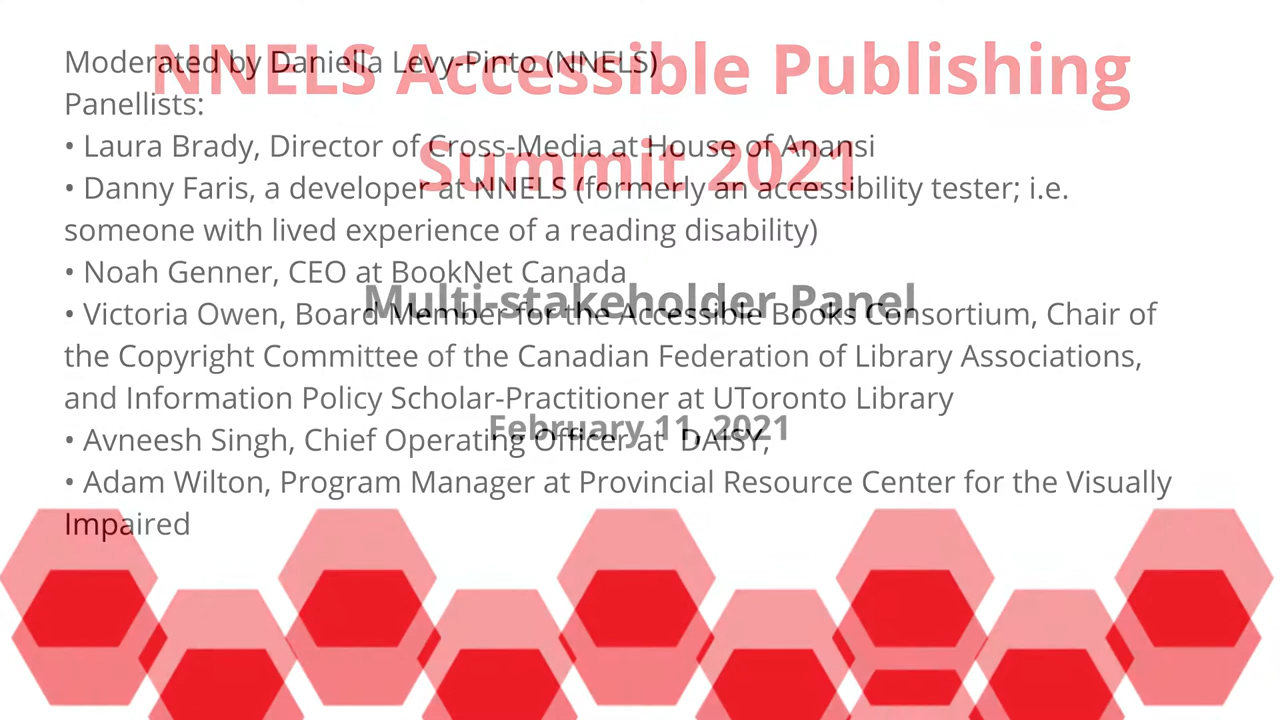 NNELS Accessible Publishing
Summit 2021
Multi-stakeholder Panel
February 11, 2021
Moderated by Daniella Levy-Pinto (NNELS)
Panellists:
• Laura Brady, Director of Cross-Media at House of Anansi
• Danny Faris, a developer at NNELS (formerly an accessibility tester; i.e.
someone with lived experience of a reading disability)
• Noah Genner, CEO at BookNet Canada
• Victoria Owen, Board Member for the Accessible Books Consortium, Chair of
the Copyright Committee of the Canadian Federation of Library Associations,
and Information Policy Scholar-Practitioner at UToronto Library
• Avneesh Singh, Chief Operating Officer at  DAISY,
• Adam Wilton, Program Manager at Provincial Resource Center for the Visually
Impaired